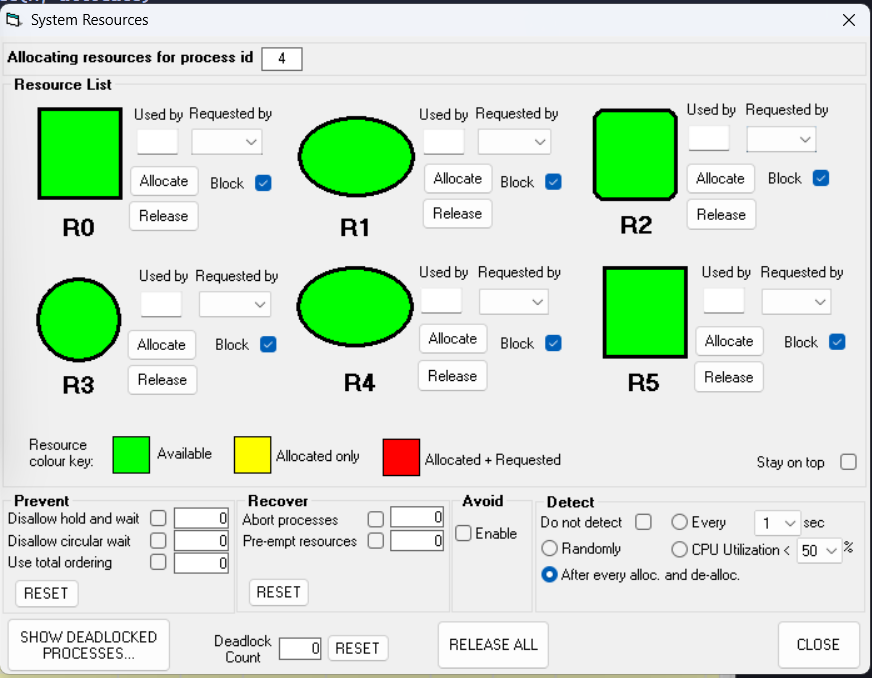 System Resources
Allocating resources for process id 4
Resource List
Used by Requested by
Allocate Block
Release
R0
Used by Requested by
Allocate Block
Release
R1
Used by Requested by
Allocate Block
Release
R2
Used by Requested by
Allocate Block
Release
R3
Used by Requested by
Allocate Block
Release
R4
Used by Requested by
Allocate Block
Release
R5
Resource
colour key:
Available
Allocated only
Allocated + Requested
Stay on top
Prevent
Disallow hold and wait 0
Disallow circular wait 0
Use total ordering 0
RESET
Recover
Abort processes 0
Pre-empt resources 0
RESET
Avoid
Enable
Detect
Do not detect Every 1 sec
Randomly CPU Utilization < 50 %
After every alloc. and de-alloc.
SHOW DEADLOCKED
PROCESSES...
Deadlock
Count 0 RESET
RELEASE ALL
CLOSE